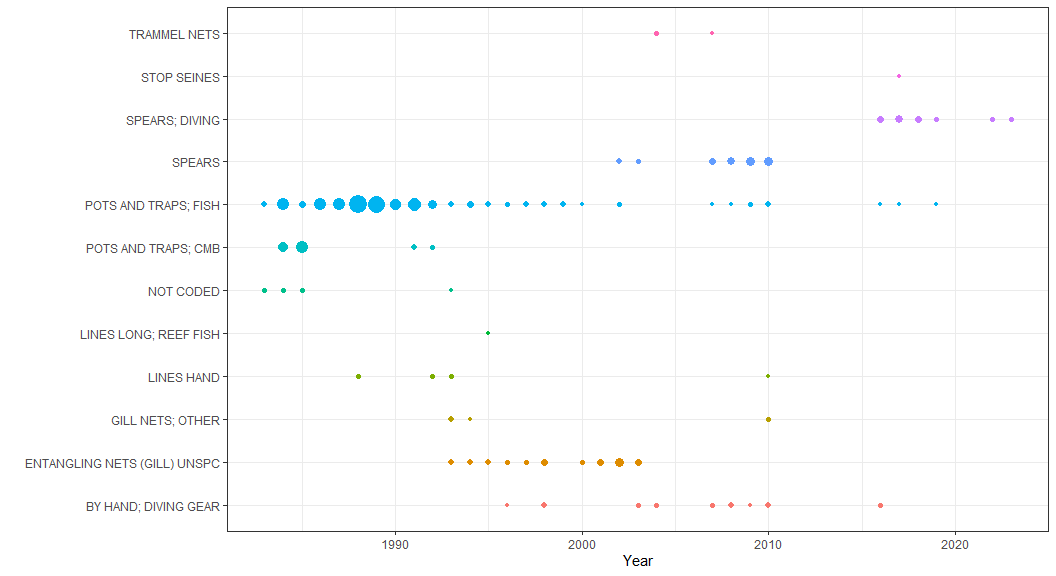 TRAMMEL NETS
STOP SEINES
SPEARS; DIVING
SPEARS
POTS AND TRAPS; FISH
POTS AND TRAPS; CMB
NOT CODED
LINES LONG; REEF FISH
LINES HAND
GILL NETS; OTHER
ENTANGLING NETS (GILL) UNSPC
BY HAND; DIVING GEAR
1990 2000 2010 2020
Year